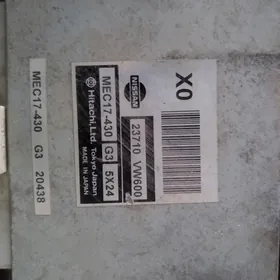 MEC17-430 G3 20438
MEC17-430 G3 5X24
Hitachi, Ltd. Tokyo Japan
MADE IN JAPAN
NISSAN
23710 VW600
X0